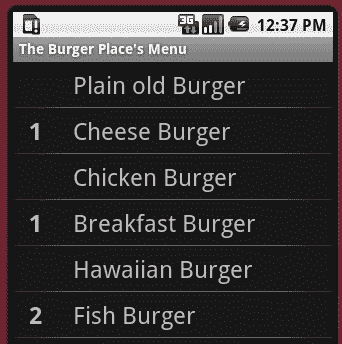 3G 12:37 PM
The Burger Place's Menu
Plain old Burger
1 Cheese Burger
Chicken Burger
1 Breakfast Burger
Hawaiian Burger
2 Fish Burger